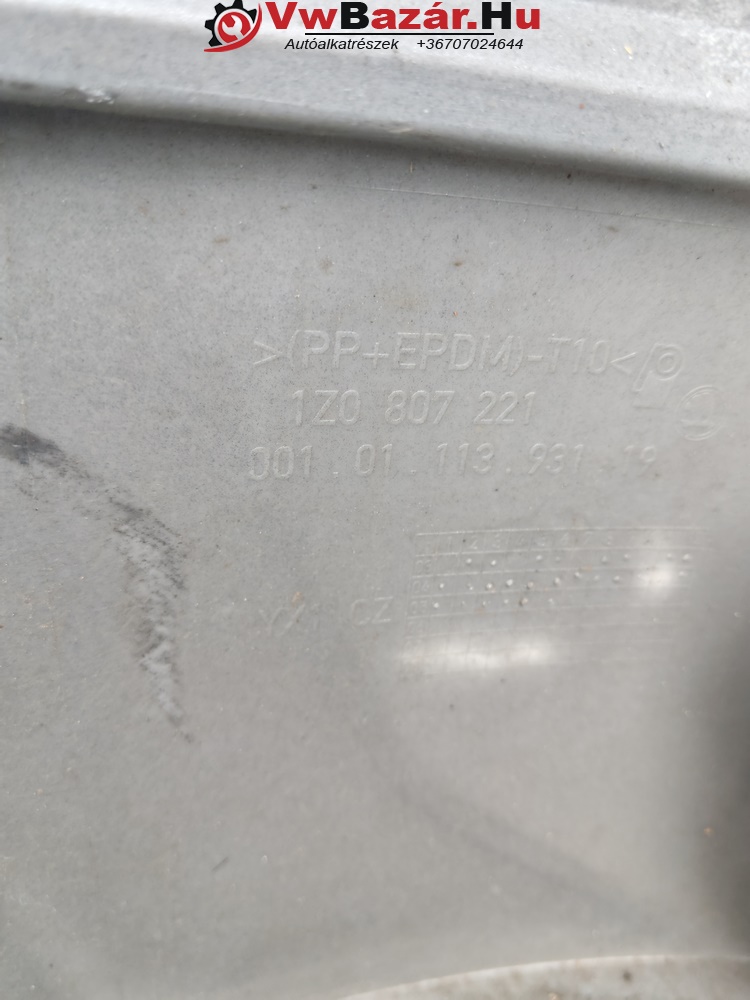 VwBazár.Hu
Autóalkatrészek +36707024644
>(PP+EPDM)-T10<
1Z0 807 221
001.01.113.931.19
CZ